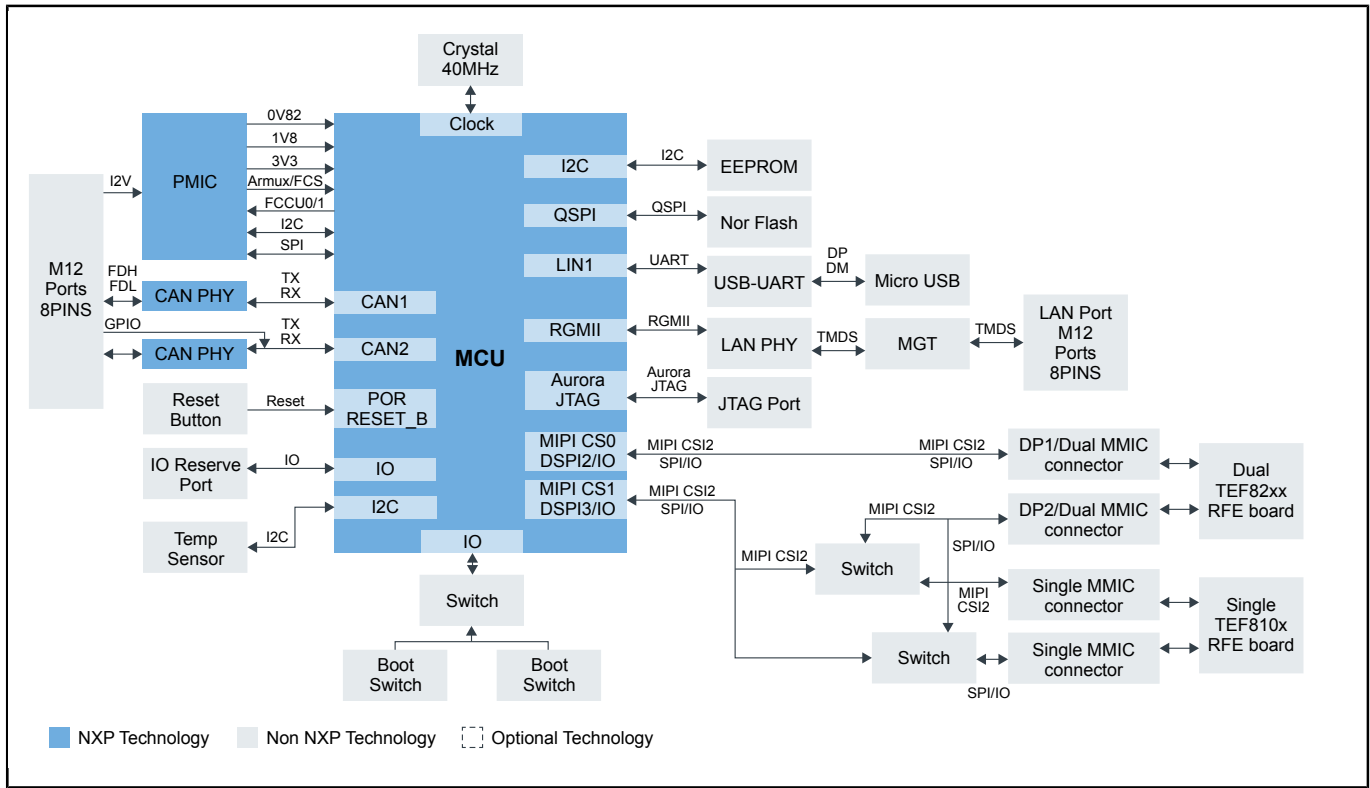 Crystal
40MHz
Clock
0V82
1V8
3V3
Armux/FCS
FCCU0/1
I2C
SPI
PMIC
I2V
M12
Ports
8PINS
FDH
FDL
CAN PHY
TX
RX
CAN1
GPIO
CAN PHY
TX
RX
CAN2
MCU
Reset
Button
Reset
POR
RESET_B
IO Reserve
Port
IO
IO
Temp
Sensor
I2C
I2C
IO
Switch
Boot
Switch
Boot
Switch
I2C
I2C
EEPROM
QSPI
QSPI
Nor Flash
LIN1
UART
USB-UART
DP
DM
Micro USB
RGMII
RGMII
LAN PHY
TMDS
MGT
TMDS
LAN Port
M12
Ports
8PINS
Aurora
JTAG
Aurora
JTAG
JTAG Port
MIPI CS0
DSPI2/IO
MIPI CSI2
SPI/IO
MIPI CSI2
SPI/IO
DP1/Dual MMIC
connector
Dual
TEF82xx
RFE board
MIPI CS1
DSPI3/IO
MIPI CSI2
SPI/IO
MIPI CSI2
DP2/Dual MMIC
connector
SPI/IO
MIPI CSI2
Switch
MIPI
CSI2
Single MMIC
connector
Single
TEF810x
RFE board
Switch
SPI/IO
Single MMIC
connector
NXP Technology
Non NXP Technology
Optional Technology